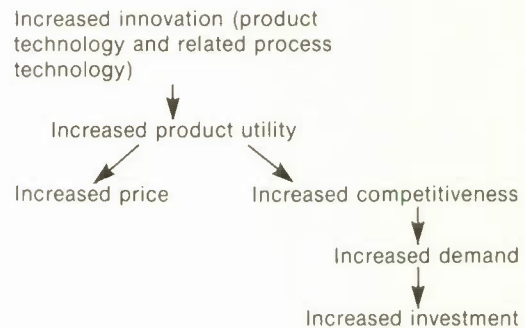 Increased innovation (product
technology and related process
technology)
Increased product utility
Increased price
Increased competitiveness
Increased demand
Increased investment